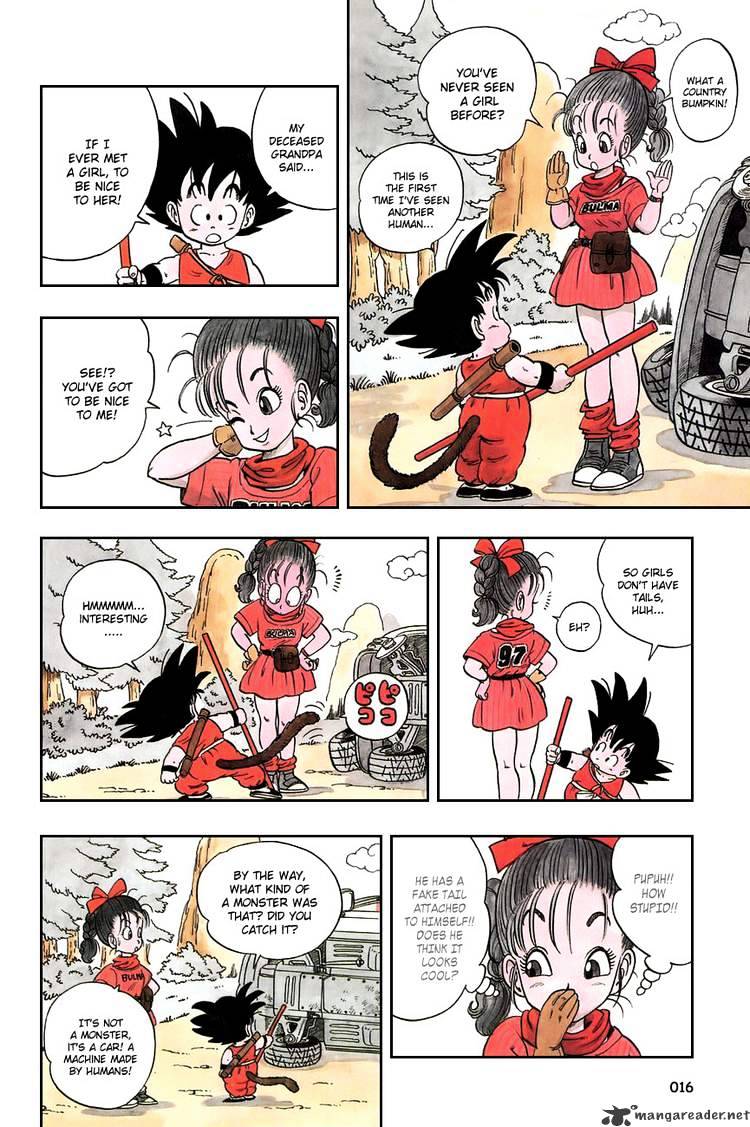 WHAT A
COUNTRY
BUMPKIN!
YOU'VE
NEVER SEEN
A GIRL
BEFORE?
THIS IS
THE FIRST
TIME I'VE SEEN
ANOTHER
HUMAN...
BULMA
MY
DECEASED
GRANDPA
SAID...
IF I
EVER MET
A GIRL, TO
BE NICE
TO HER!
SEE!?
YOU'VE GOT
TO BE NICE
TO ME!
SO GIRLS
DON'T HAVE
TAILS,
HUH...
EH?
97
HMMMMM...
INTERESTING
.....
BULMA
ピコ
ピコ
PUPUH!!
HOW
STUPID!!
HE HAS A
FAKE TAIL
ATTACHED
TO
HIMSELF!!
DOES HE
THINK IT
LOOKS
COOL?
BY THE WAY,
WHAT KIND OF
A MONSTER WAS
THAT? DID YOU
CATCH IT?
BULMA
IT'S NOT
A MONSTER,
IT'S A CAR! A
MACHINE MADE
BY HUMANS!
016
mangareader.net